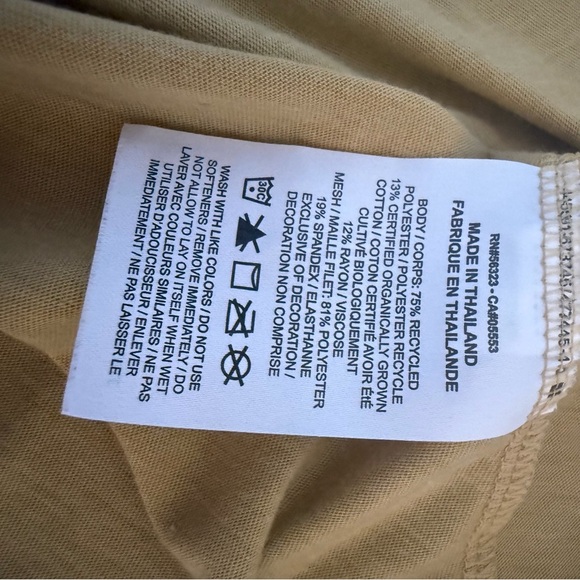 RN#56323 - CA#05553
MADE IN THAILAND
FABRIQUE EN THAILANDE
BODY / CORPS: 75% RECYCLED
POLYESTER / POLYESTER RECYCLE
13% CERTIFIED ORGANICALLY GROWN
COTTON / COTON CERTIFIÉ AVOIR ÉtÉ
CULTIVÉ BIOLOGIQUEMENT
12% RAYON / VISCOSE
MESH / MAILLE FILET: 81% POLYESTER
19% SPANDEX / ELASTHANNE
EXCLUSIVE OF DECORATION
DECORATION NON COMPRISE
30C
WASH WITH LIKE COLORS / DO NOT USE
SOFTENERS / REMOVE IMMEDIATELY / DO
NOT ALLOW TO LAY ON ITSELF WHEN WET
LAVER AVEC COULEURS SIMILAIRES / NE PAS
UTILISER D'ADOUCISSEUR / ENLEVER
IMMEDIATEMENT / NE PAS LAISSER LE